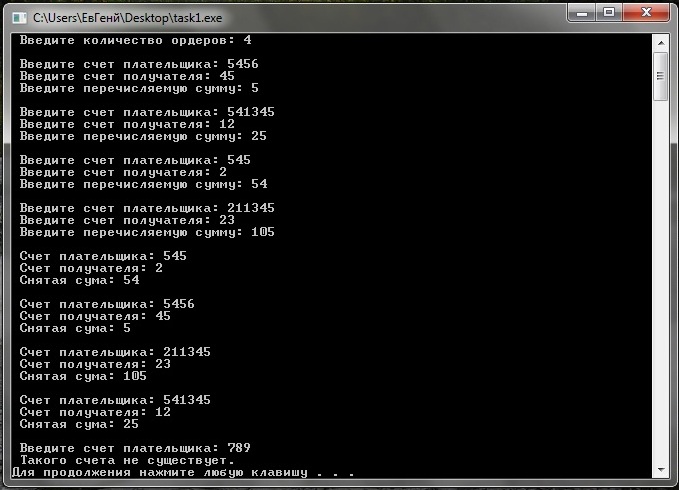 C:\Users\ЕвГений\Desktop\task1.exe
Введите количество ордеров: 4
Введите счет плательщика: 5456
Введите счет получателя: 45
Введите перечисляемую сумму: 5
Введите счет плательщика: 541345
Введите счет получателя: 12
Введите перечисляемую сумму: 25
Введите счет плательщика: 545
Введите счет получателя: 2
Введите перечисляемую сумму: 54
Введите счет плательщика: 211345
Введите счет получателя: 23
Введите перечисляемую сумму: 105
Счет плательщика: 545
Счет получателя: 2
Снятая сума: 54
Счет плательщика: 5456
Счет получателя: 45
Снятая сума: 5
Счет плательщика: 211345
Счет получателя: 23
Снятая сума: 105
Счет плательщика: 541345
Счет получателя: 12
Снятая сума: 25
Введите счет плательщика: 789
Такого счета не существует.
Для продолжения нажмите любую клавишу . . .